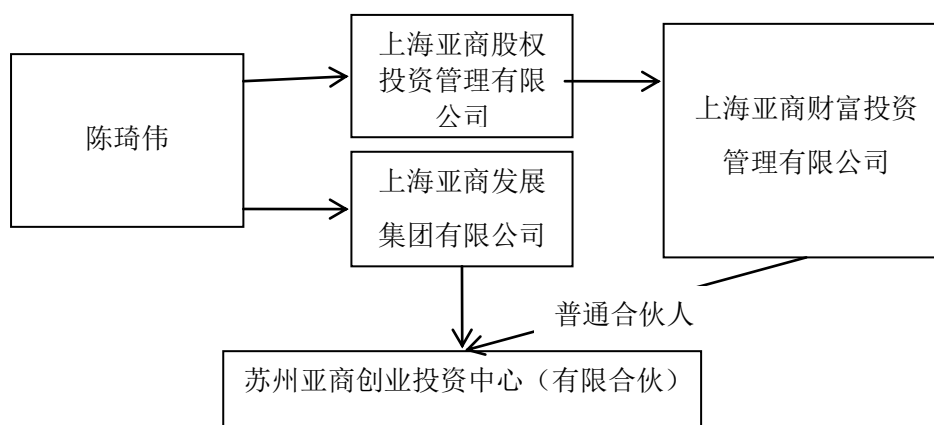 上海亚商股权
投资管理有限
公司
陈琦伟
上海亚商财富投资
管理有限公司
上海亚商发展
集团有限公司
普通合伙人
苏州亚商创业投资中心（有限合伙）